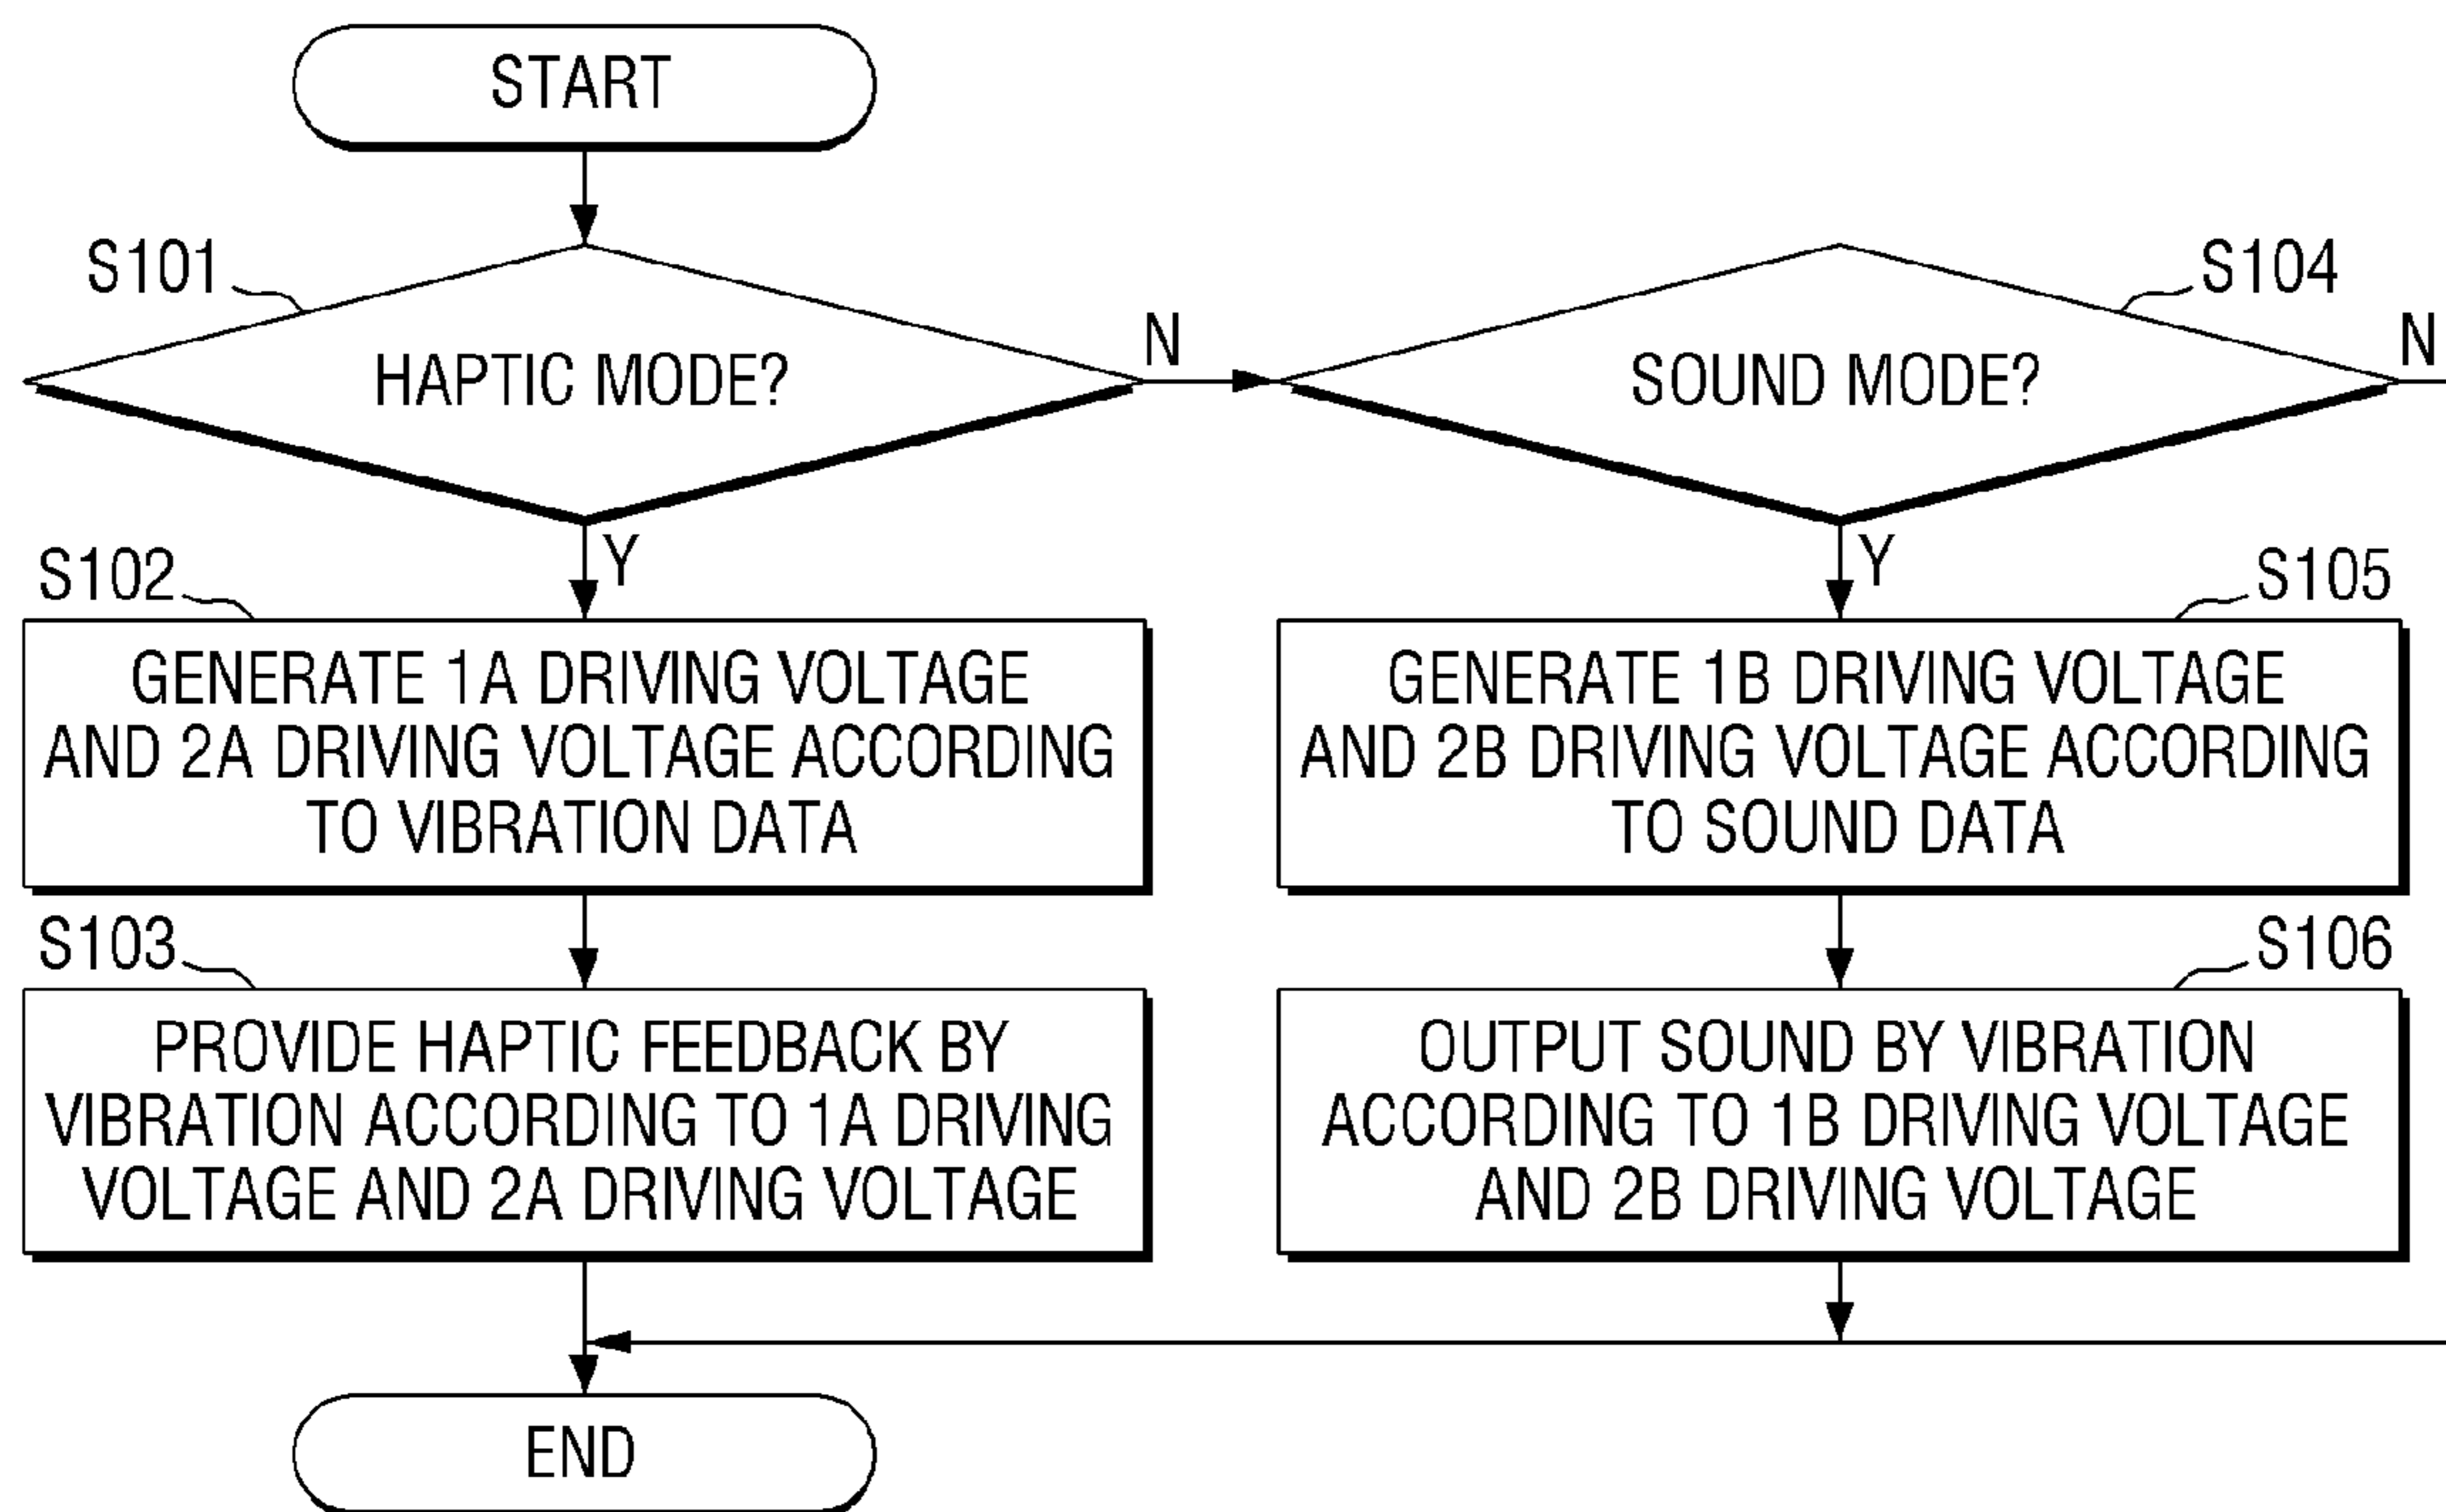 START
S101
HAPTIC MODE?
N
Y
S102
GENERATE 1A DRIVING VOLTAGE
AND 2A DRIVING VOLTAGE ACCORDING
TO VIBRATION DATA
S103
PROVIDE HAPTIC FEEDBACK BY
VIBRATION ACCORDING TO 1A DRIVING
VOLTAGE AND 2A DRIVING VOLTAGE
S104
SOUND MODE?
N
Y
S105
GENERATE 1B DRIVING VOLTAGE
AND 2B DRIVING VOLTAGE ACCORDING
TO SOUND DATA
S106
OUTPUT SOUND BY VIBRATION
ACCORDING TO 1B DRIVING VOLTAGE
AND 2B DRIVING VOLTAGE
END